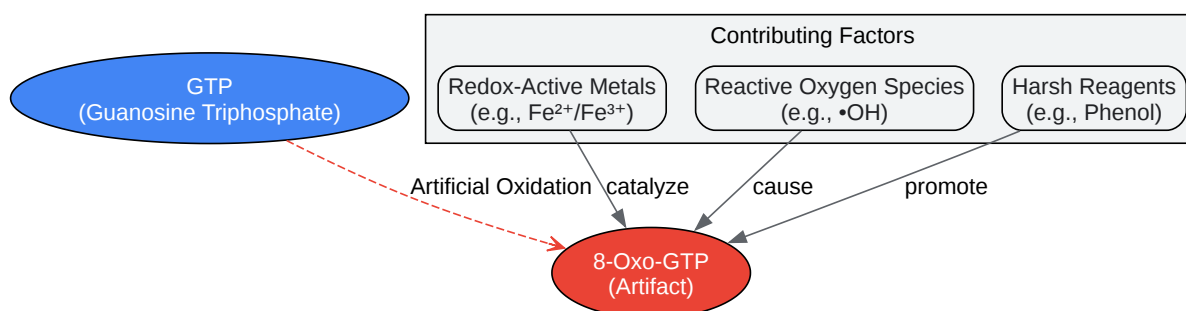 Contributing Factors
GTP
(Guanosine Triphosphate)
Redox-Active Metals
(e.g., Fe²⁺/Fe³⁺)
Reactive Oxygen Species
(e.g., •OH)
Harsh Reagents
(e.g., Phenol)
Artificial Oxidation
catalyze
cause
promote
8-Oxo-GTP
(Artifact)